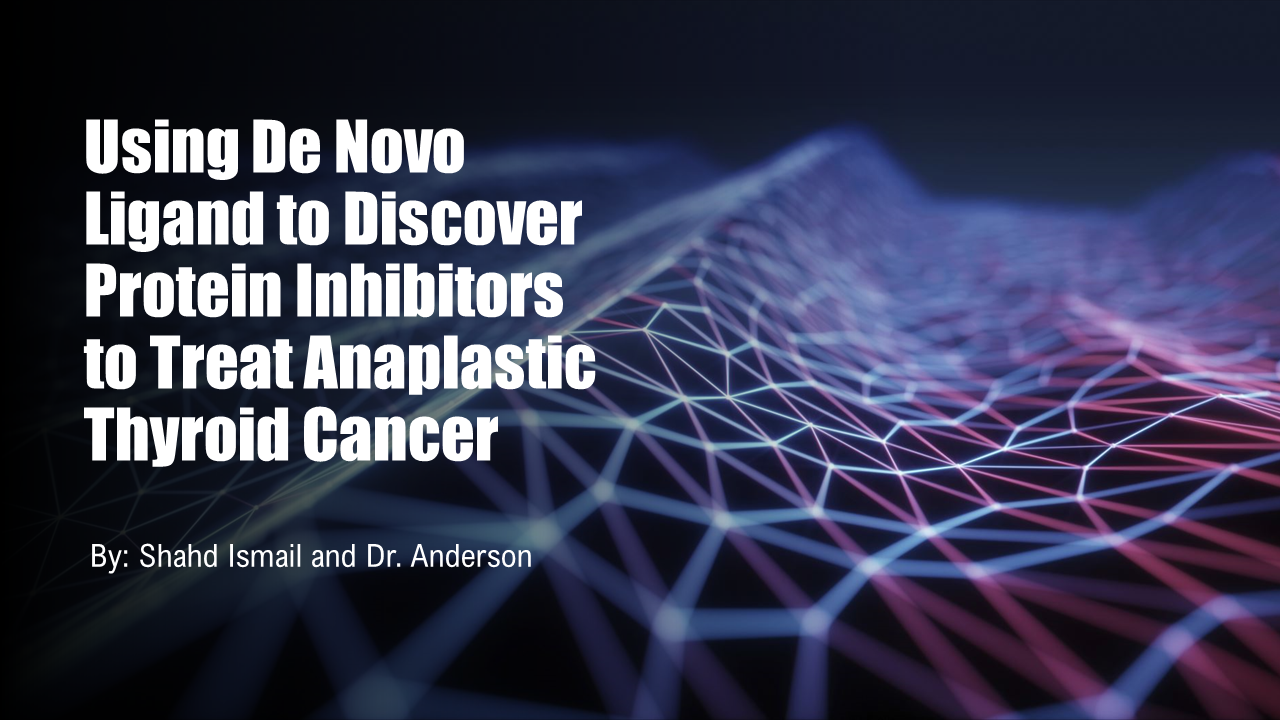 Using De Novo
Ligand to Discover
Protein Inhibitors
to Treat Anaplastic
Thyroid Cancer
By: Shahd Ismail and Dr. Anderson